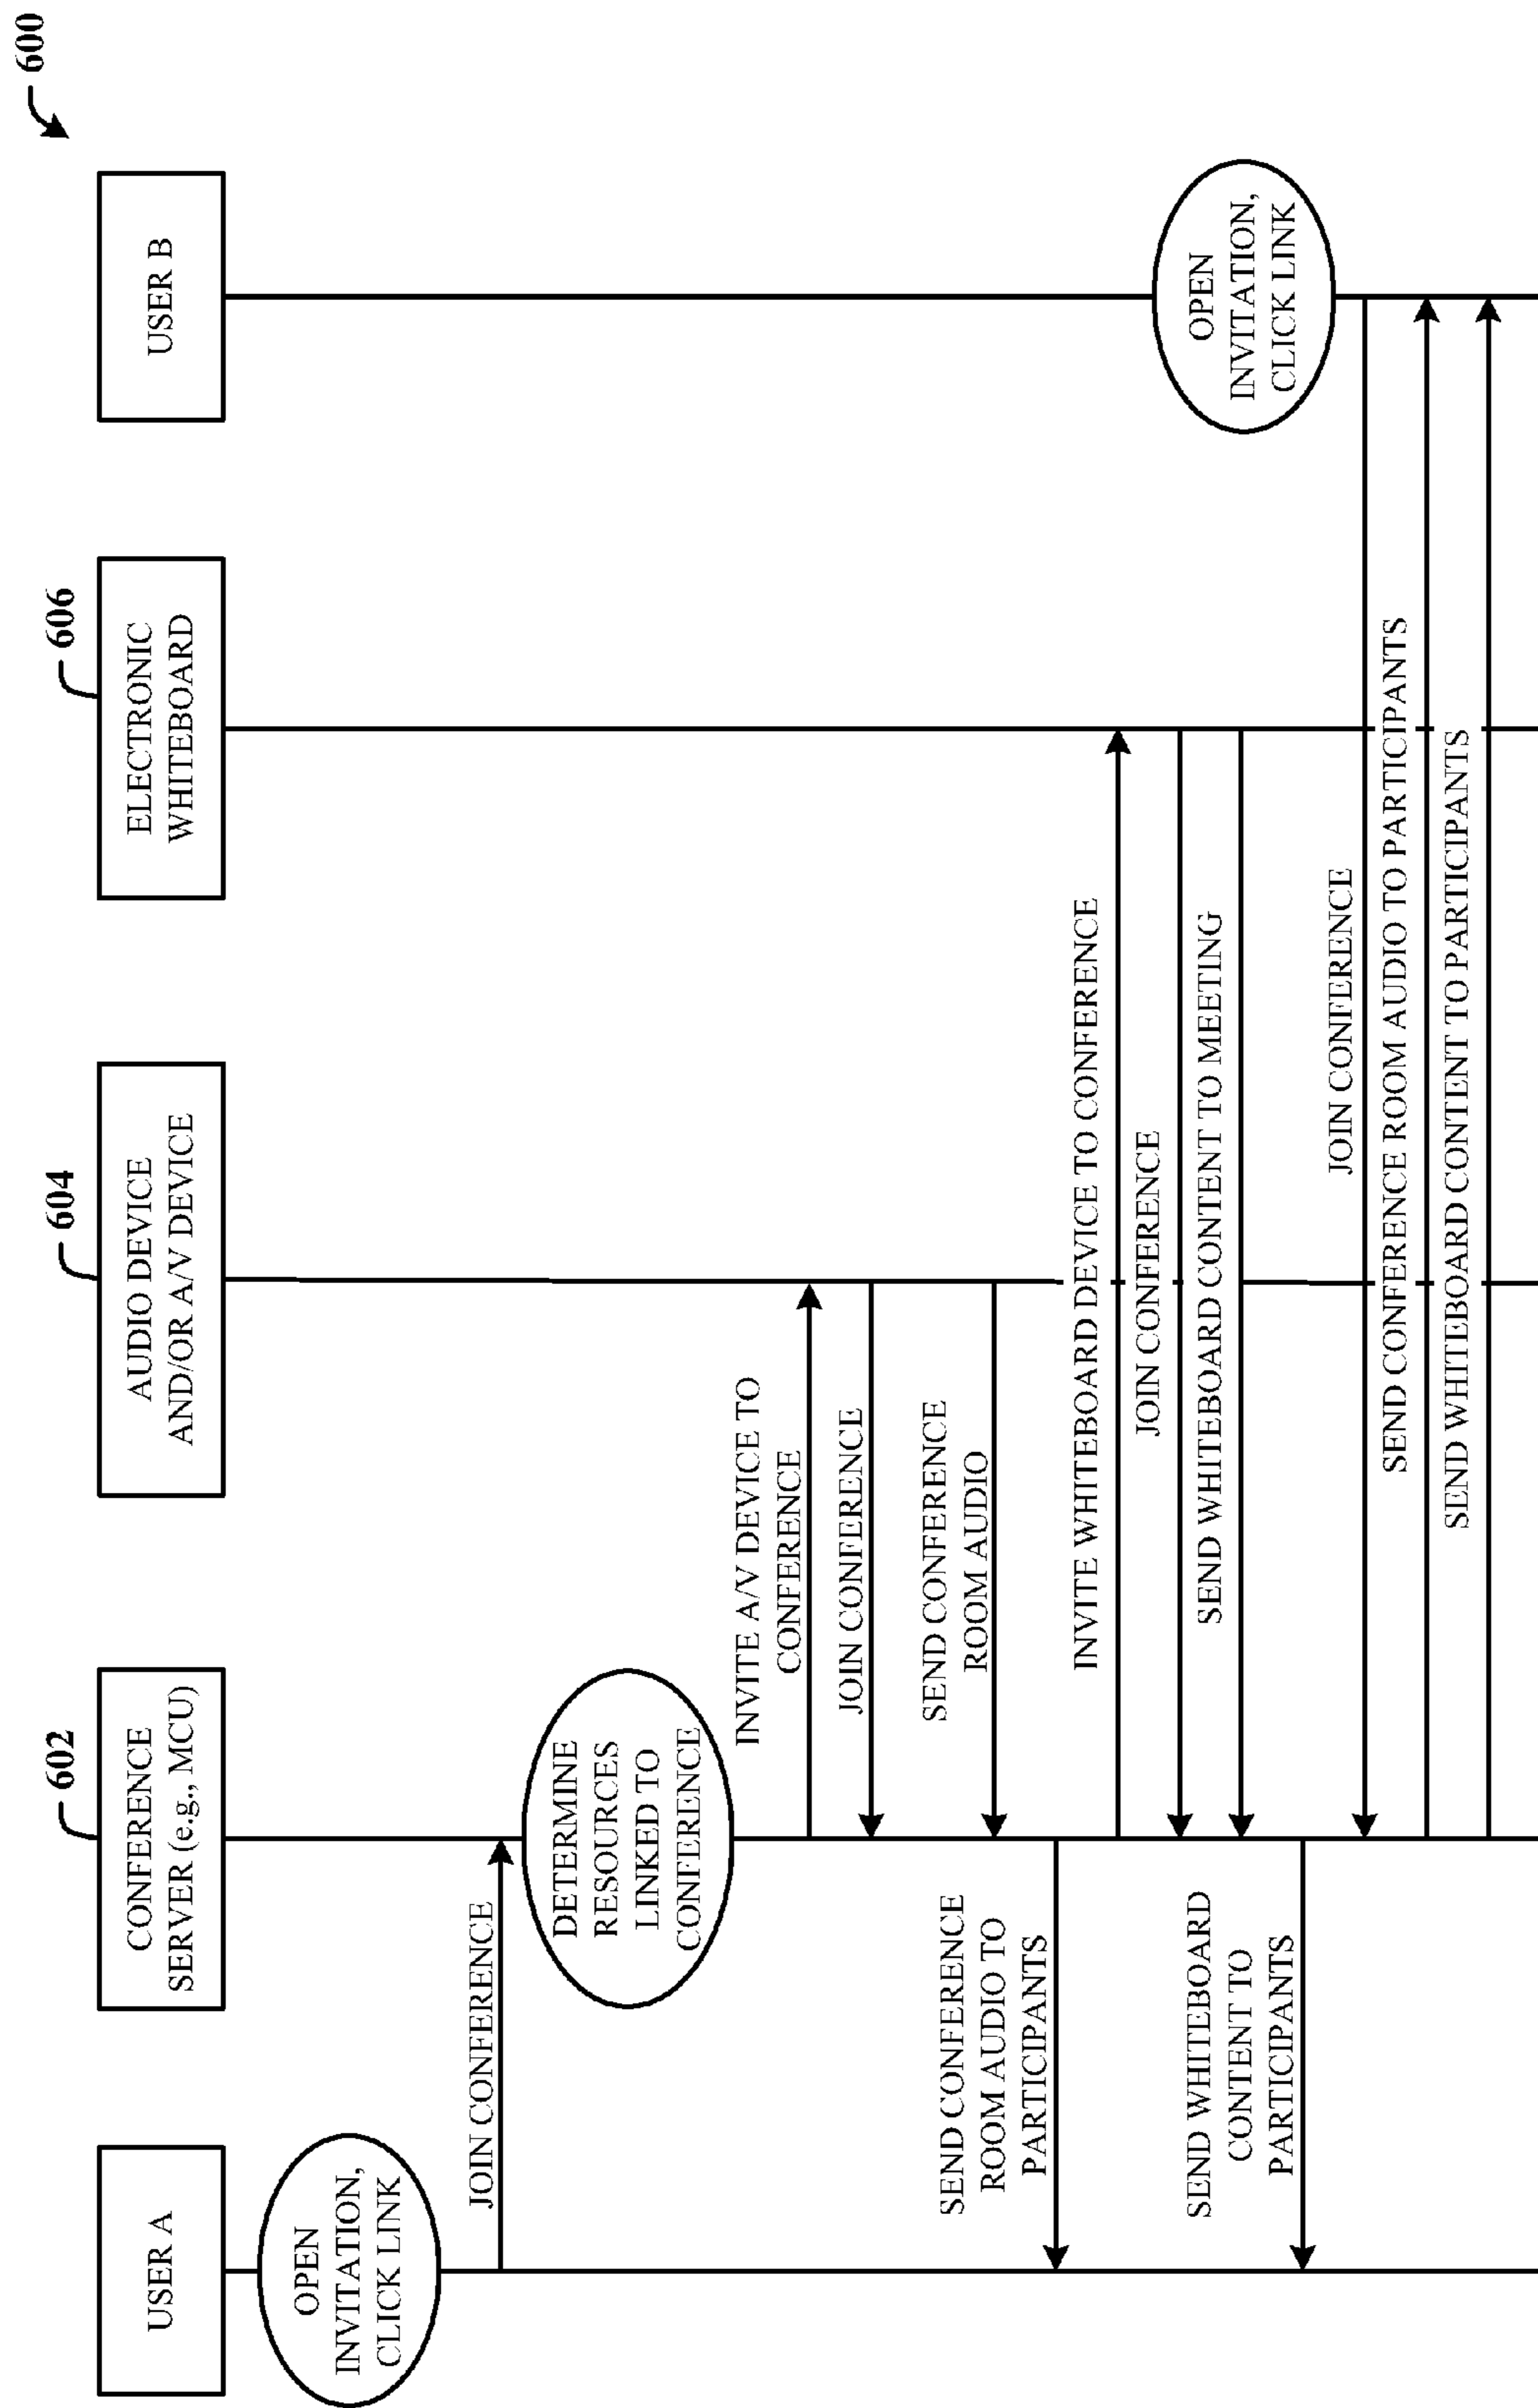 600
602
604
606
USER A
CONFERENCE
SERVER (e.g., MCU)
AUDIO DEVICE
AND/OR A/V DEVICE
ELECTRONIC
WHITEBOARD
USER B
OPEN
INVITATION,
CLICK LINK
JOIN CONFERENCE
DETERMINE
RESOURCES
LINKED TO
CONFERENCE
INVITE A/V DEVICE TO
CONFERENCE
JOIN CONFERENCE
SEND CONFERENCE
ROOM AUDIO
SEND CONFERENCE
ROOM AUDIO TO
PARTICIPANTS
INVITE WHITEBOARD DEVICE TO CONFERENCE
JOIN CONFERENCE
SEND WHITEBOARD CONTENT TO MEETING
SEND WHITEBOARD
CONTENT TO
PARTICIPANTS
OPEN
INVITATION,
CLICK LINK
JOIN CONFERENCE
SEND CONFERENCE ROOM AUDIO TO PARTICIPANTS
SEND WHITEBOARD CONTENT TO PARTICIPANTS